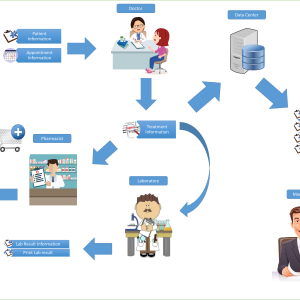 Doctor
Data Center
Patient
Information
Appointment
Information
Treatment
Information
Pharmacist
Laboratory
Lab Result Information
Print Lab result